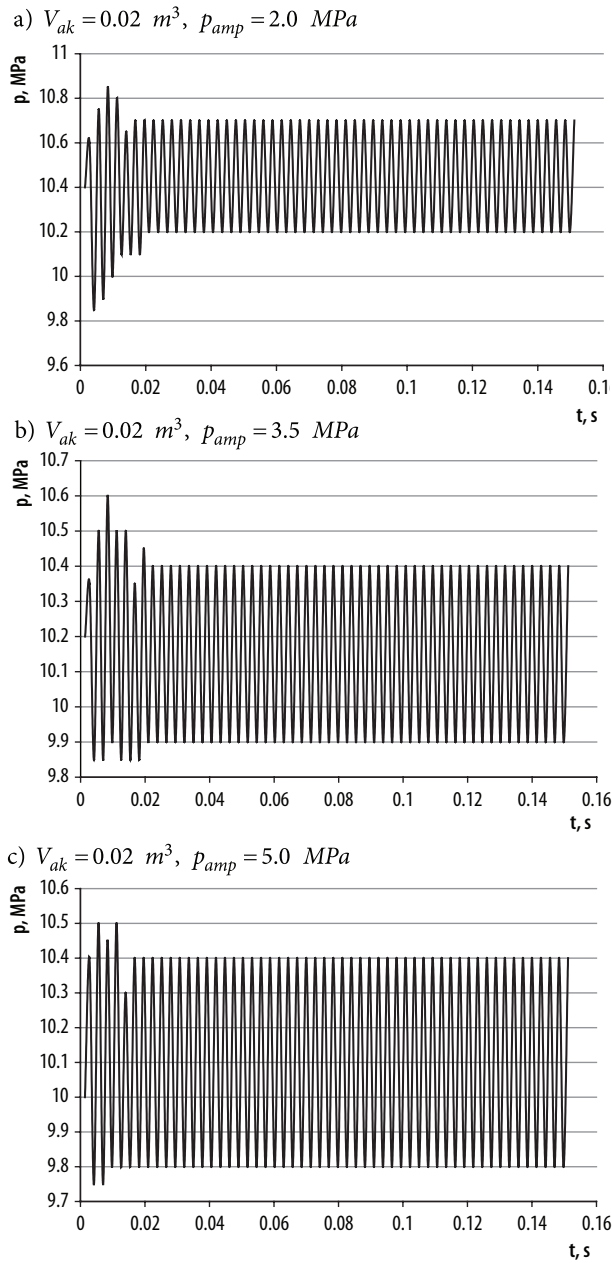 a) V_ak = 0.02 m³, p_amp = 2.0 MPa
p, MPa
11
10.8
10.6
10.4
10.2
10
9.8
9.6
0 0.02 0.04 0.06 0.08 0.1 0.12 0.14 0.16
t, s
b) V_ak = 0.02 m³, p_amp = 3.5 MPa
p, MPa
10.7
10.6
10.5
10.4
10.3
10.2
10.1
10
9.9
9.8
0 0.02 0.04 0.06 0.08 0.1 0.12 0.14 0.16
t, s
c) V_ak = 0.02 m³, p_amp = 5.0 MPa
p, MPa
10.6
10.5
10.4
10.3
10.2
10.1
10
9.9
9.8
9.7
0 0.02 0.04 0.06 0.08 0.1 0.12 0.14 0.16
t, s